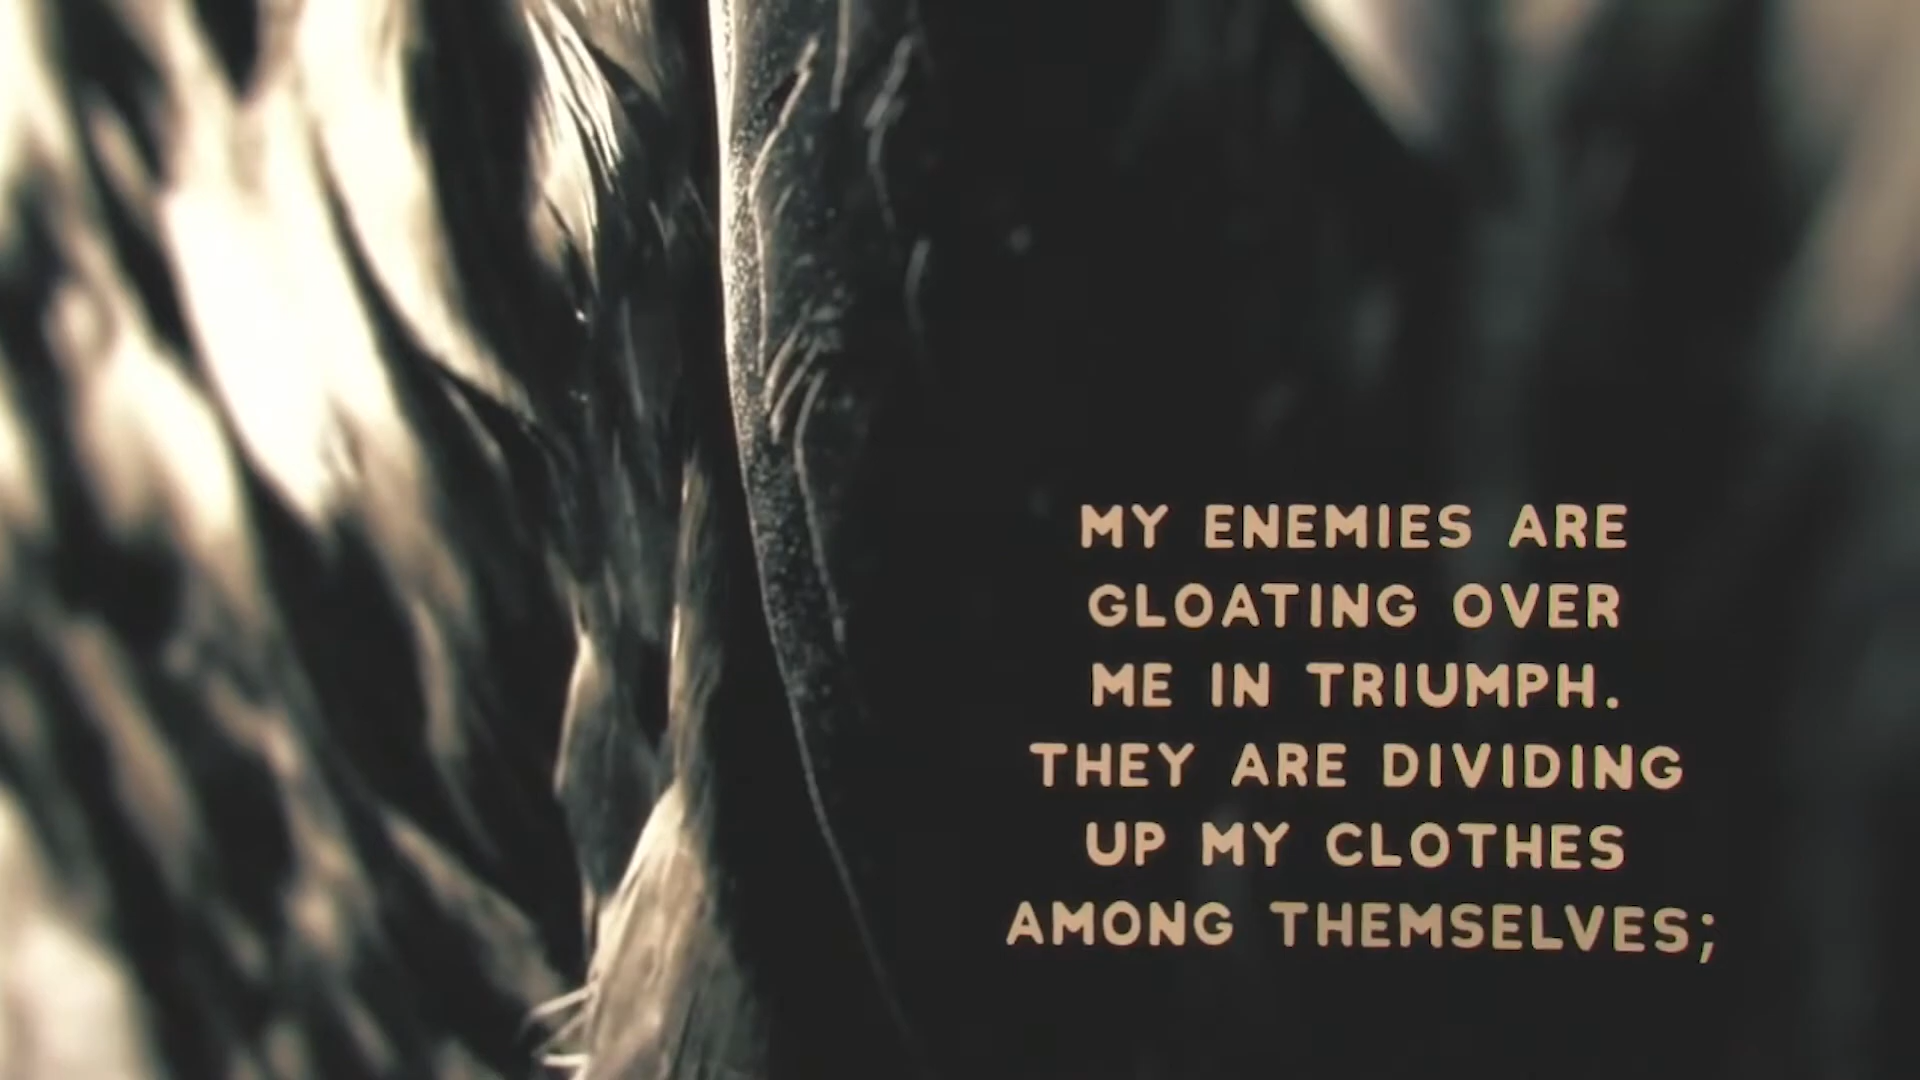 MY ENEMIES ARE
GLOATING OVER
ME IN TRIUMPH.
THEY ARE DIVIDING
UP MY CLOTHES
AMONG THEMSELVES;